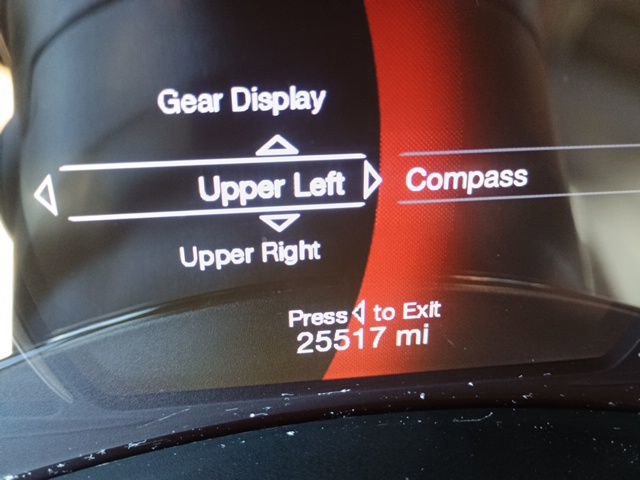 Gear Display
Upper Left
Compass
Upper Right
Press to Exit
25517 mi